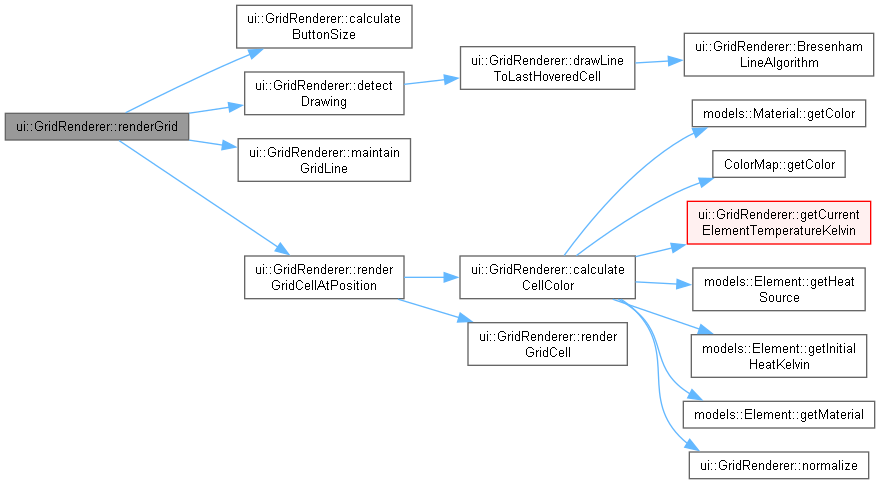 ui::GridRenderer::renderGrid
ui::GridRenderer::calculate
ButtonSize
ui::GridRenderer::detect
Drawing
ui::GridRenderer::maintain
GridLine
ui::GridRenderer::render
GridCellAtPosition
ui::GridRenderer::drawLine
ToLastHoveredCell
ui::GridRenderer::calculate
CellColor
ui::GridRenderer::render
GridCell
ui::GridRenderer::Bresenham
LineAlgorithm
models::Material::getColor
ColorMap::getColor
ui::GridRenderer::getCurrent
ElementTemperatureKelvin
models::Element::getHeat
Source
models::Element::getInitial
HeatKelvin
models::Element::getMaterial
ui::GridRenderer::normalize